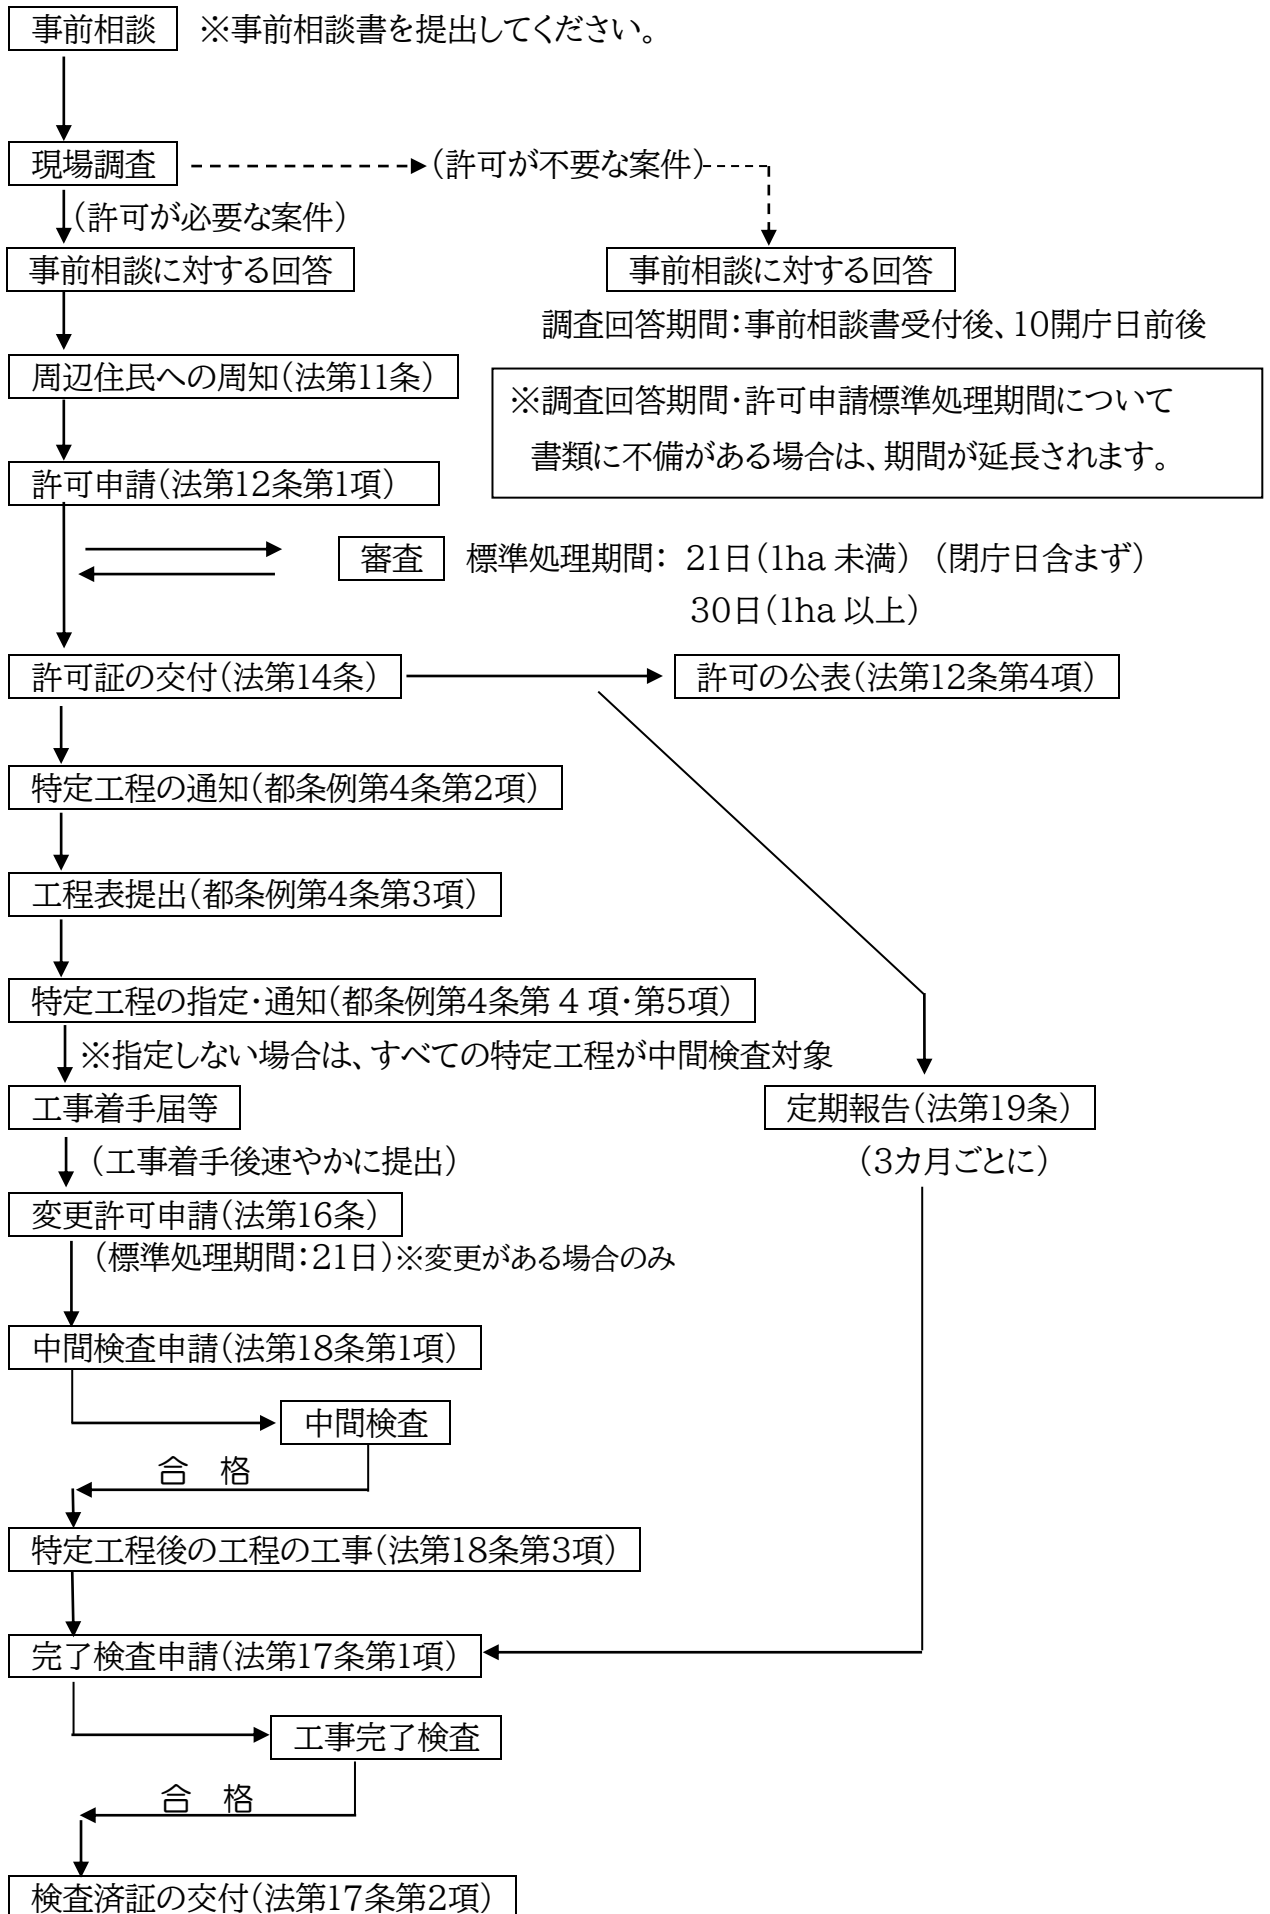 事前相談 ※事前相談書を提出してください。
現場調査 (許可が不要な案件)
(許可が必要な案件)
事前相談に対する回答 事前相談に対する回答
調査回答期間:事前相談書受付後、10開庁日前後
周辺住民への周知(法第11条)
※調査回答期間・許可申請標準処理期間について
書類に不備がある場合は、期間が延長されます。
許可申請(法第12条第1項)
審査 標準処理期間: 21日(1ha 未満) (閉庁日含まず)
30日(1ha 以上)
許可証の交付(法第14条) 許可の公表(法第12条第4項)
特定工程の通知(都条例第4条第2項)
工程表提出(都条例第4条第3項)
特定工程の指定・通知(都条例第4条第 4 項・第5項)
※指定しない場合は、すべての特定工程が中間検査対象
工事着手届等 定期報告(法第19条)
(工事着手後速やかに提出) (3カ月ごとに)
変更許可申請(法第16条)
(標準処理期間:21日)※変更がある場合のみ
中間検査申請(法第18条第1項)
中間検査
合 格
特定工程後の工程の工事(法第18条第3項)
完了検査申請(法第17条第1項)
工事完了検査
合 格
検査済証の交付(法第17条第2項)